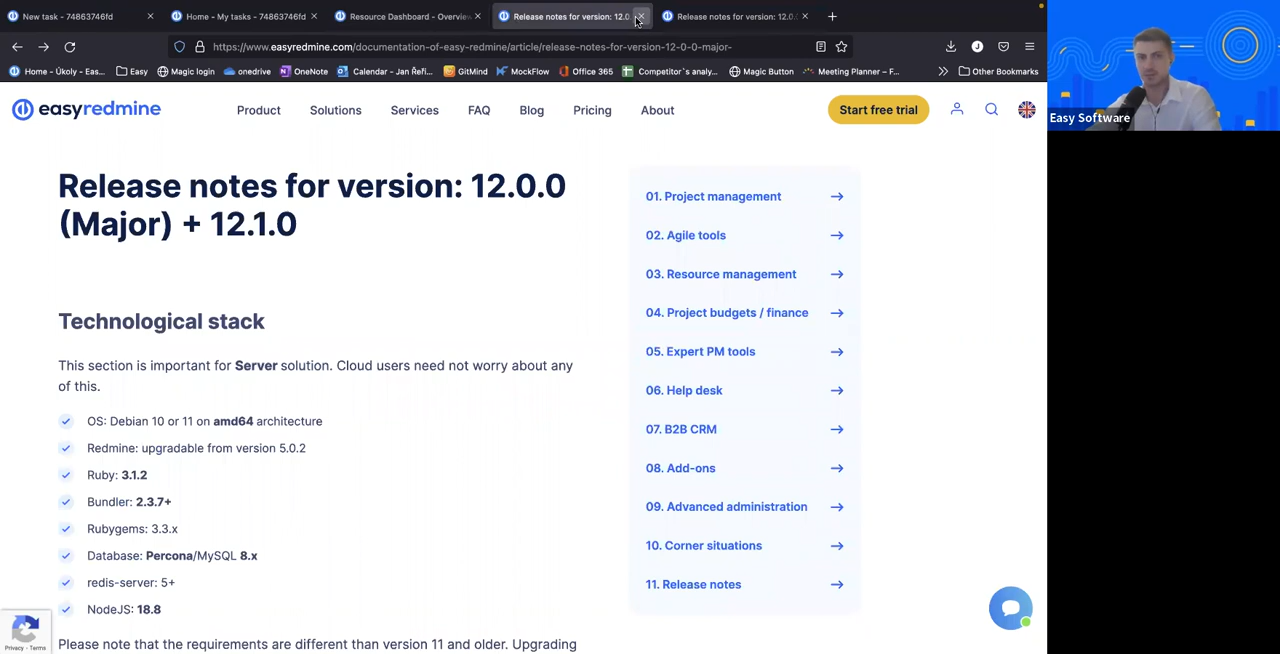 New task - 74863746fd
Home - My tasks - 74863746fd
Resource Dashboard - Overview
Release notes for version: 12.0
Release notes for version: 12.0.
https://www.easyredmine.com/documentation-of-easy-redmine/article/release-notes-for-version-12-0-0-major-
Home - Úkoly - Eas...
Easy
Magic login
onedrive
OneNote
Calendar - Jan Řeři...
GitMind
MockFlow
Office 365
Competitor´s analy...
Magic Button
Meeting Planner – F...
Other Bookmarks
easyredmine
Product
Solutions
Services
FAQ
Blog
Pricing
About
Start free trial
Easy Software
Release notes for version: 12.0.0
(Major) + 12.1.0
Technological stack
This section is important for Server solution. Cloud users need not worry about any
of this.
OS: Debian 10 or 11 on amd64 architecture
Redmine: upgradable from version 5.0.2
Ruby: 3.1.2
Bundler: 2.3.7+
Rubygems: 3.3.x
Database: Percona/MySQL 8.x
redis-server: 5+
NodeJS: 18.8
Please note that the requirements are different than version 11 and older. Upgrading
01. Project management
02. Agile tools
03. Resource management
04. Project budgets / finance
05. Expert PM tools
06. Help desk
07. B2B CRM
08. Add-ons
09. Advanced administration
10. Corner situations
11. Release notes
Privacy - Terms